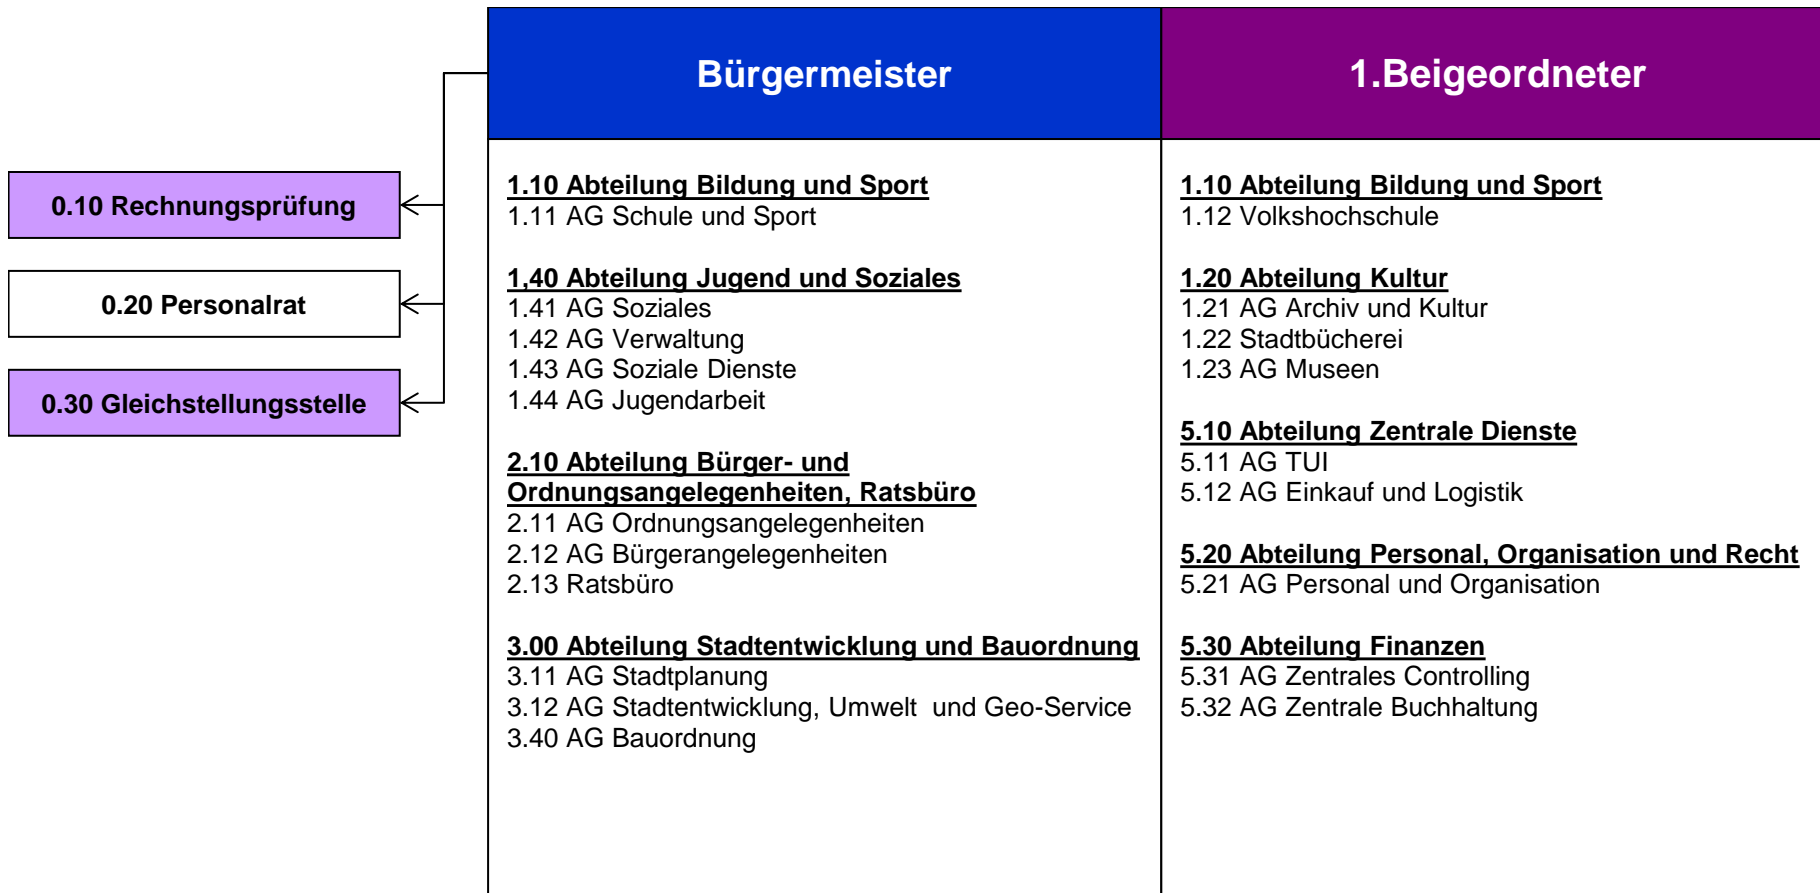 Bürgermeister
1.Beigeordneter
0.10 Rechnungsprüfung
0.20 Personalrat
0.30 Gleichstellungsstelle
1.10 Abteilung Bildung und Sport
1.11 AG Schule und Sport
1,40 Abteilung Jugend und Soziales
1.41 AG Soziales
1.42 AG Verwaltung
1.43 AG Soziale Dienste
1.44 AG Jugendarbeit
2.10 Abteilung Bürger- und
Ordnungsangelegenheiten, Ratsbüro
2.11 AG Ordnungsangelegenheiten
2.12 AG Bürgerangelegenheiten
2.13 Ratsbüro
3.00 Abteilung Stadtentwicklung und Bauordnung
3.11 AG Stadtplanung
3.12 AG Stadtentwicklung, Umwelt  und Geo-Service
3.40 AG Bauordnung
1.10 Abteilung Bildung und Sport
1.12 Volkshochschule
1.20 Abteilung Kultur
1.21 AG Archiv und Kultur
1.22 Stadtbücherei
1.23 AG Museen
5.10 Abteilung Zentrale Dienste
5.11 AG TUI
5.12 AG Einkauf und Logistik
5.20 Abteilung Personal, Organisation und Recht
5.21 AG Personal und Organisation
5.30 Abteilung Finanzen
5.31 AG Zentrales Controlling
5.32 AG Zentrale Buchhaltung